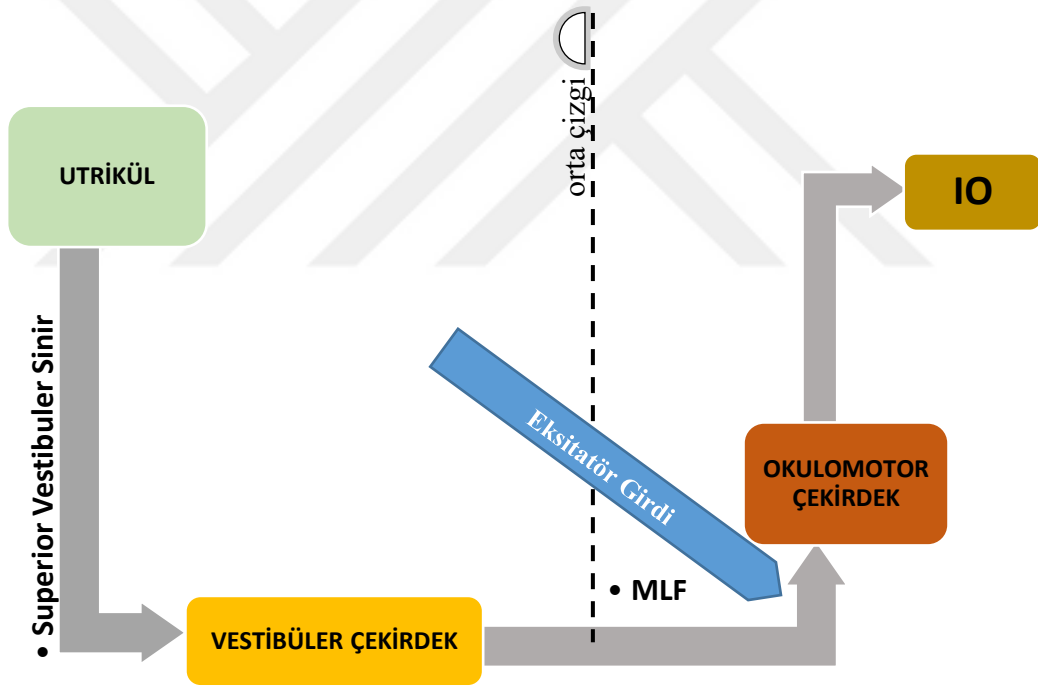 UTRİKÜL
orta çizgi
IO
• Superior Vestibuler Sinir
Eksitatör Girdi
OKULOMOTOR
ÇEKİRDEK
• MLF
VESTİBÜLER ÇEKİRDEK